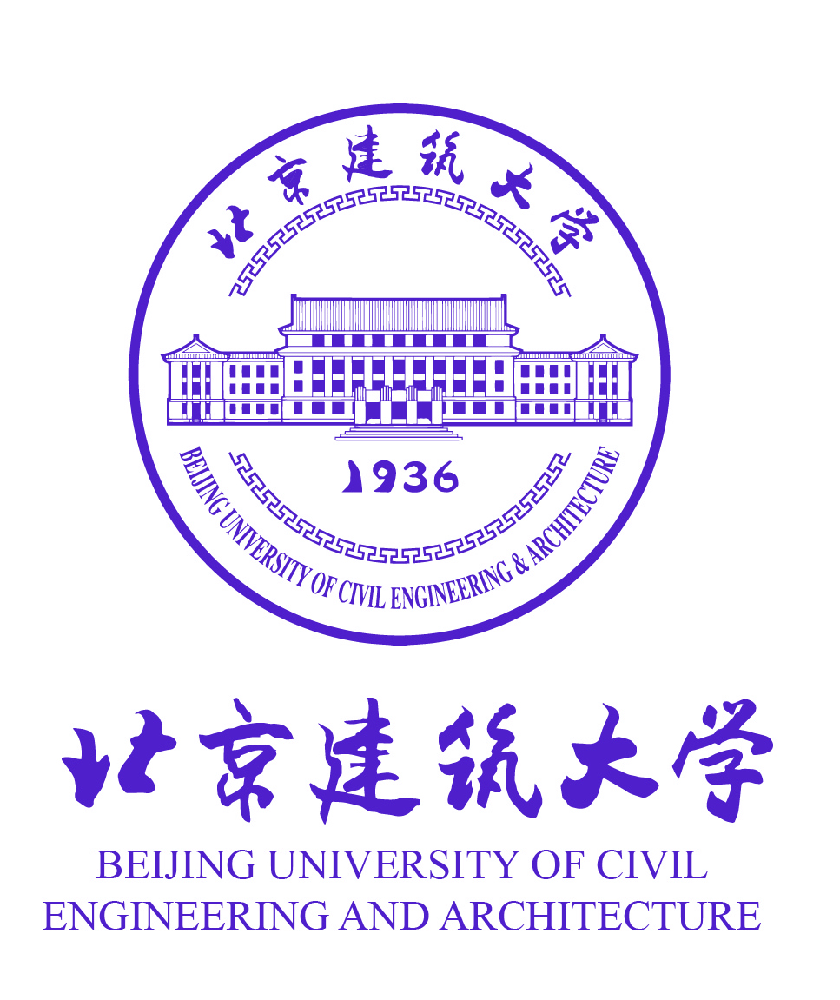 北京建筑大学
1936
BEIJING UNIVERSITY OF CIVIL ENGINEERING & ARCHITECTURE
北京建筑大学
BEIJING UNIVERSITY OF CIVIL
ENGINEERING AND ARCHITECTURE